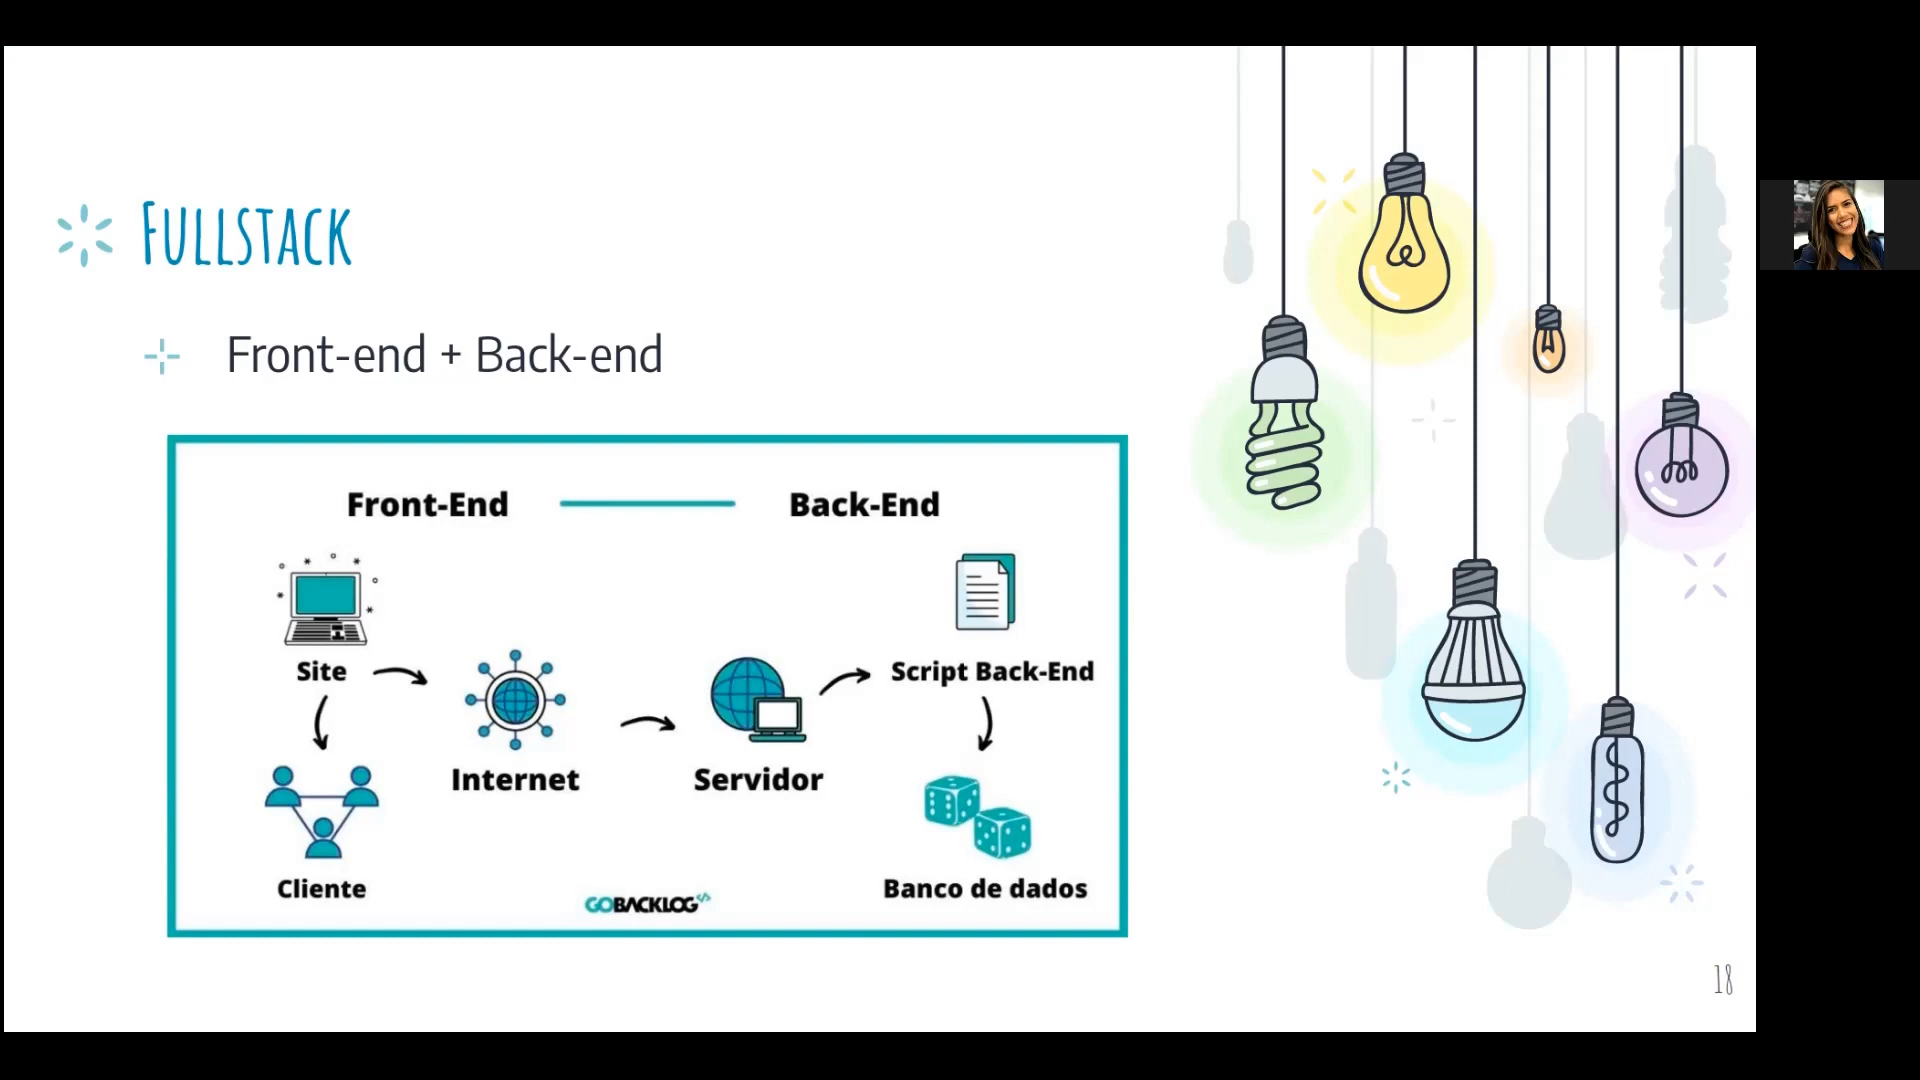 FULLSTACK
Front-end + Back-end
Front-End
Back-End
Site
Script Back-End
Internet
Servidor
Cliente
Banco de dados
GOBACKLOG</>
18